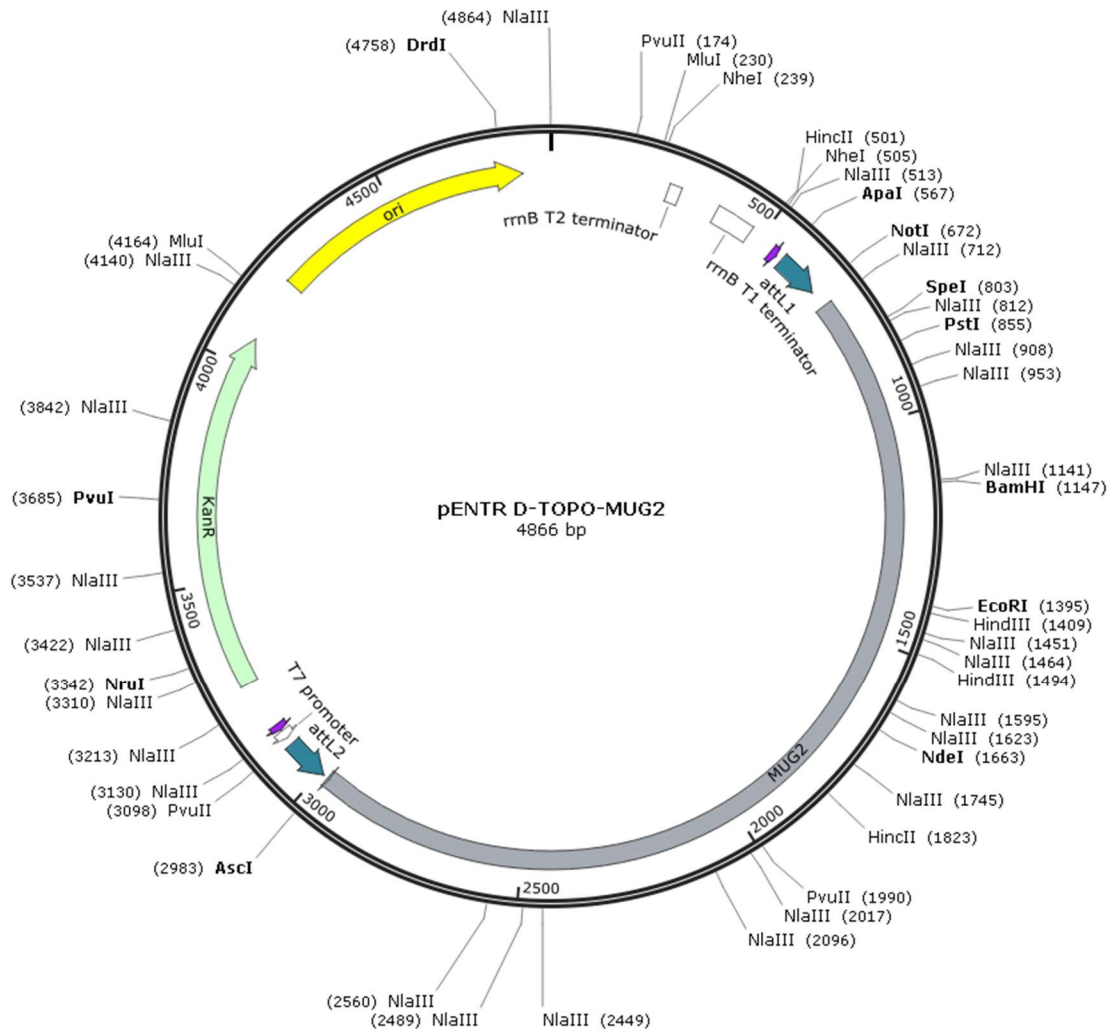 (4864) NlaIII
(4758) DrdI
PvuII (174)
MluI (230)
NheI (239)
HincII (501)
NheI (505)
NlaIII (513)
ApaI (567)
NotI (672)
NlaIII (712)
SpeI (803)
NlaIII (812)
PstI (855)
NlaIII (908)
NlaIII (953)
NlaIII (1141)
BamHI (1147)
EcoRI (1395)
HindIII (1409)
NlaIII (1451)
NlaIII (1464)
HindIII (1494)
NlaIII (1595)
NlaIII (1623)
NdeI (1663)
NlaIII (1745)
HincII (1823)
PvuII (1990)
NlaIII (2017)
NlaIII (2096)
NlaIII (2449)
(2489) NlaIII
(2560) NlaIII
(2983) AscI
(3098) PvuII
(3130) NlaIII
(3213) NlaIII
(3310) NlaIII
(3342) NruI
(3422) NlaIII
(3537) NlaIII
(3685) PvuI
(3842) NlaIII
(4140) NlaIII
(4164) MluI
500
1000
1500
2000
2500
3000
3500
4000
4500
ori
rrnB T2 terminator
rrnB T1 terminator
attL1
MUG2
attL2
T7 promoter
KanR
pENTR D-TOPO-MUG2
4866 bp